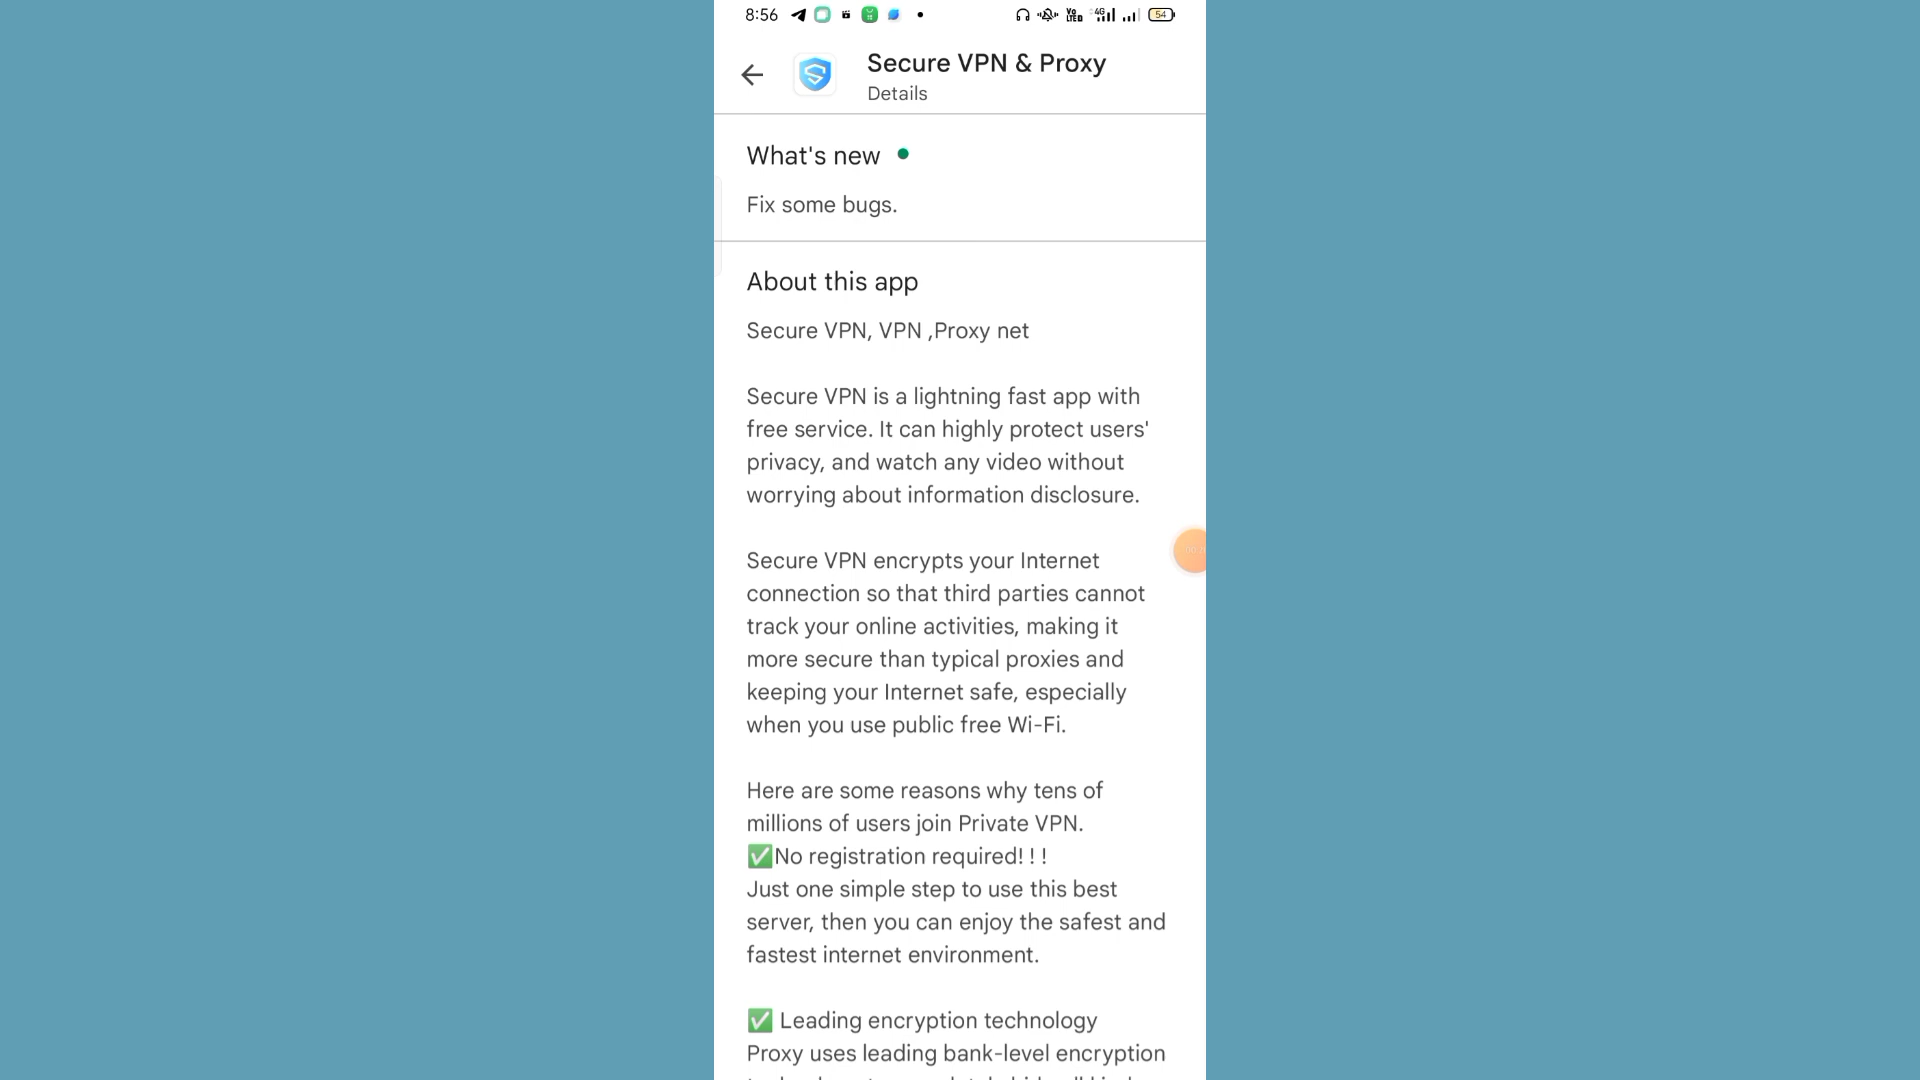 8:56
Vo LTED 4G 54
Secure VPN & Proxy
Details
What's new
Fix some bugs.
About this app
Secure VPN, VPN ,Proxy net
Secure VPN is a lightning fast app with
free service. It can highly protect users'
privacy, and watch any video without
worrying about information disclosure.
Secure VPN encrypts your Internet
connection so that third parties cannot
track your online activities, making it
more secure than typical proxies and
keeping your Internet safe, especially
when you use public free Wi-Fi.
Here are some reasons why tens of
millions of users join Private VPN.
✅No registration required! ! !
Just one simple step to use this best
server, then you can enjoy the safest and
fastest internet environment.
✅ Leading encryption technology
Proxy uses leading bank-level encryption